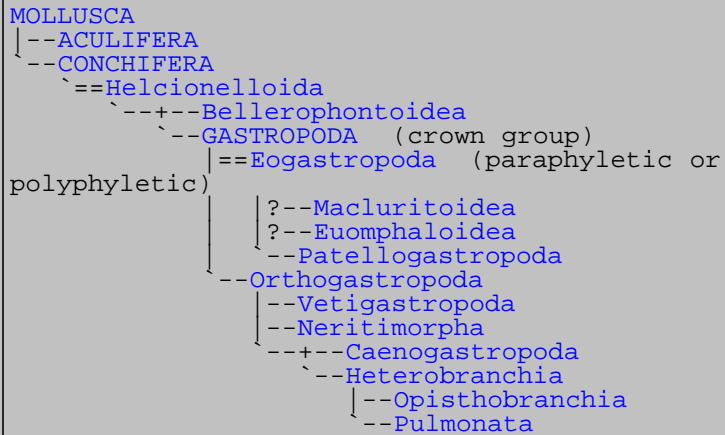 MOLLUSCA
|--ACULIFERA
`--CONCHIFERA
    `==Helcionelloida
       `--+--Bellerophontoidea
          `--GASTROPODA  (crown group)
             |==Eogastropoda  (paraphyletic or
polyphyletic)
             |  |?--Macluritoidea
             |  |?--Euomphaloidea
             |  `--Patellogastropoda
             `--Orthogastropoda
                |--Vetigastropoda
                |--Neritimorpha
                `--+--Caenogastropoda
                   `--Heterobranchia
                      |--Opisthobranchia
                      `--Pulmonata